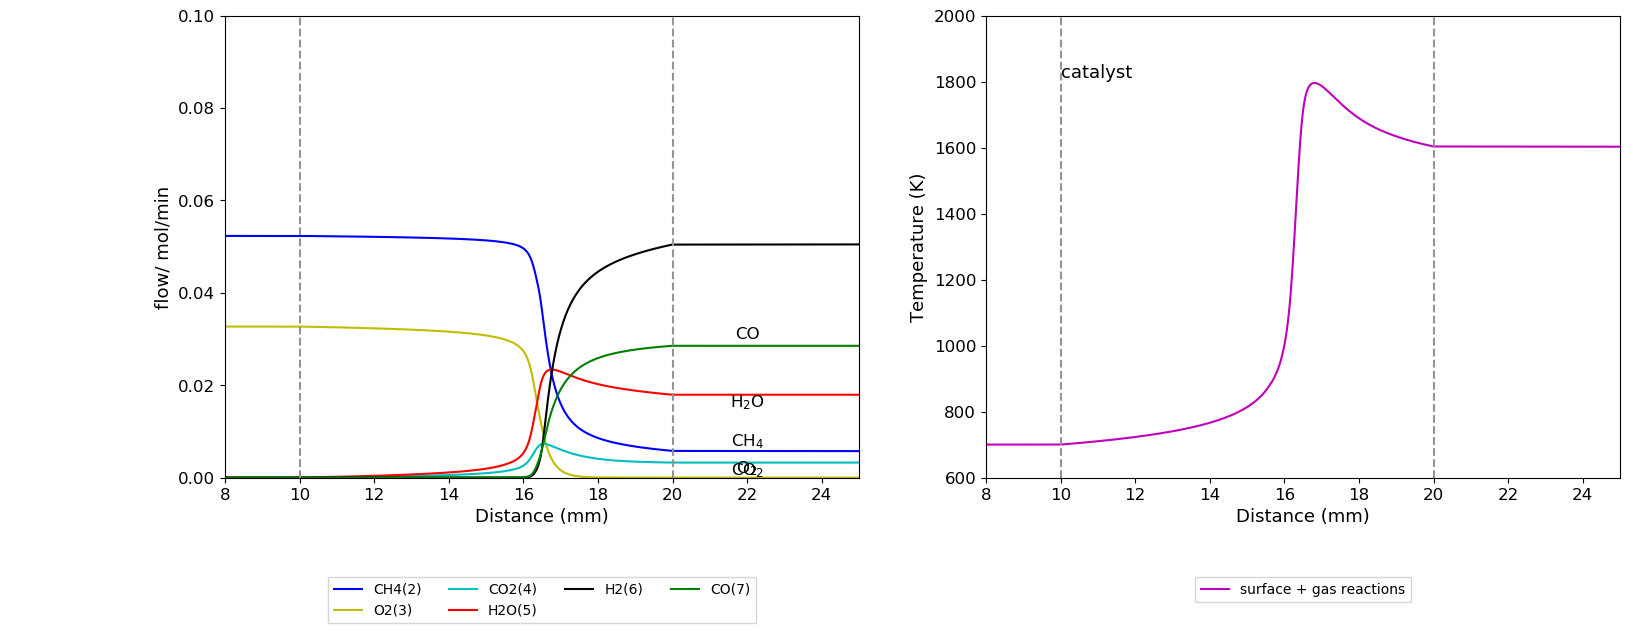 0.10
0.08
0.06
0.04
0.02
0.00
flow/ mol/min
8 10 12 14 16 18 20 22 24
Distance (mm)
CO
H₂O
CH₄
O₂
CO₂
CH4(2) CO2(4) H2(6) CO(7)
O2(3) H2O(5)
2000
1800
1600
1400
1200
1000
800
600
Temperature (K)
catalyst
8 10 12 14 16 18 20 22 24
Distance (mm)
surface + gas reactions